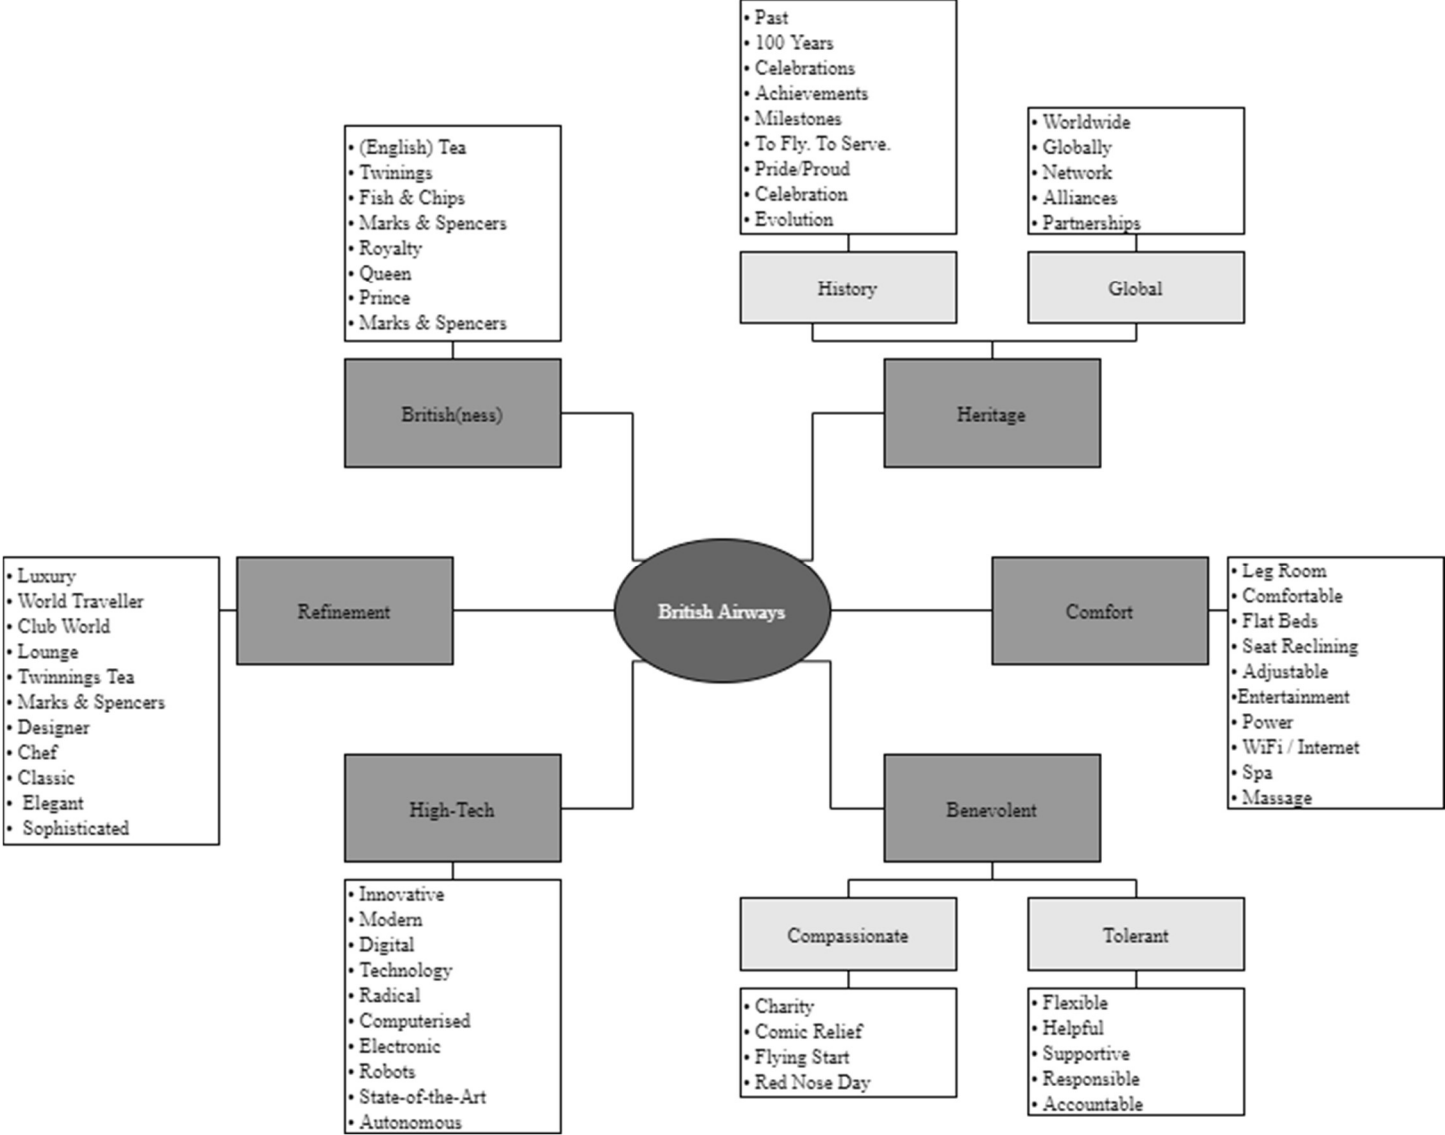 • Past
• 100 Years
• Celebrations
• Achievements
• Milestones
• To Fly. To Serve.
• Pride/Proud
• Celebration
• Evolution
• Worldwide
• Globally
• Network
• Alliances
• Partnerships
History
Global
Heritage
• (English) Tea
• Twinings
• Fish & Chips
• Marks & Spencers
• Royalty
• Queen
• Prince
• Marks & Spencers
British(ness)
• Luxury
• World Traveller
• Club World
• Lounge
• Twinnings Tea
• Marks & Spencers
• Designer
• Chef
• Classic
• Elegant
• Sophisticated
Refinement
British Airways
Comfort
• Leg Room
• Comfortable
• Flat Beds
• Seat Reclining
• Adjustable
•Entertainment
• Power
• WiFi / Internet
• Spa
• Massage
High-Tech
• Innovative
• Modern
• Digital
• Technology
• Radical
• Computerised
• Electronic
• Robots
• State-of-the-Art
• Autonomous
Benevolent
Compassionate
Tolerant
• Charity
• Comic Relief
• Flying Start
• Red Nose Day
• Flexible
• Helpful
• Supportive
• Responsible
• Accountable